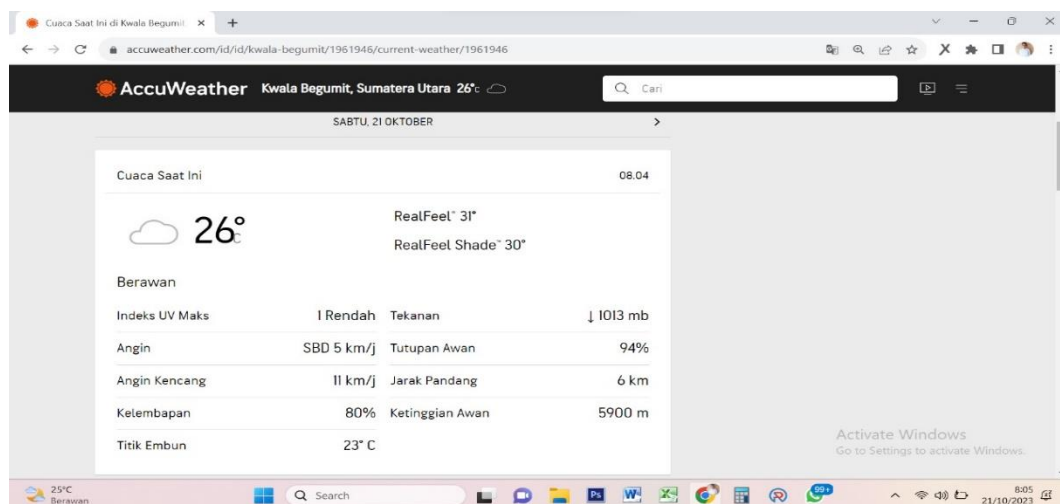 Cuaca Saat Ini di Kwala Begumit
accuweather.com/id/id/kwala-begumit/1961946/current-weather/1961946
AccuWeather Kwala Begumit, Sumatera Utara 26°c Cari
SABTU, 21 OKTOBER >
Cuaca Saat Ini 08.04
26°C
RealFeel® 31°
RealFeel Shade™ 30°
Berawan
Indeks UV Maks 1 Rendah Tekanan ↓ 1013 mb
Angin SBD 5 km/j Tutupan Awan 94%
Angin Kencang 11 km/j Jarak Pandang 6 km
Kelembapan 80% Ketinggian Awan 5900 m
Titik Embun 23° C
Activate Windows
Go to Settings to activate Windows.
25°C
Berawan
Search
Ps
99+
8:05
21/10/2023